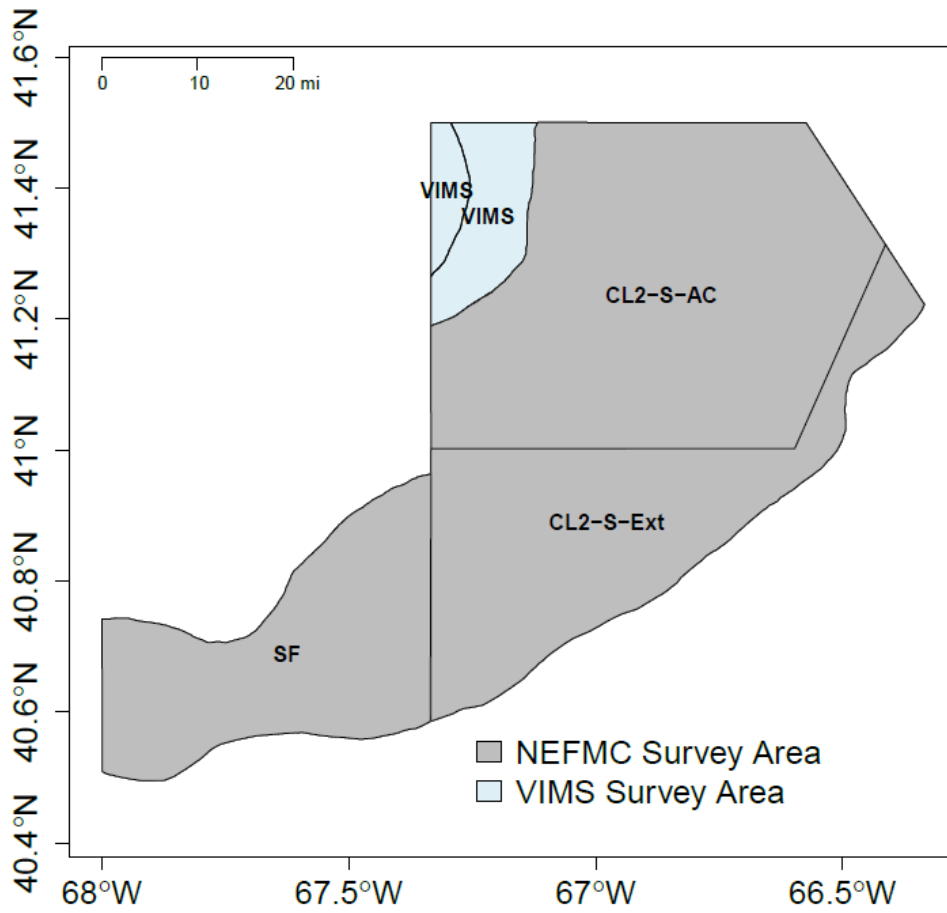 41.6°N
0
10
20 mi
41.4°N
VIMS
VIMS
CL2−S−AC
41.2°N
41°N
CL2−S−Ext
40.8°N
SF
40.6°N
NEFMC Survey Area
VIMS Survey Area
40.4°N
68°W
67.5°W
67°W
66.5°W